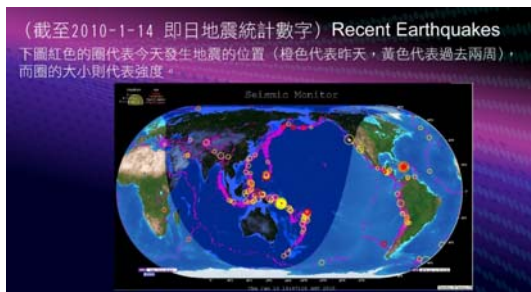 （截至2010-1-14 即日地震統計數字）Recent Earthquakes
下圖紅色的圈代表今天發生地震的位置（橙色代表昨天，黃色代表過去兩周），
而圈的大小則代表強度。
Seismic Monitor